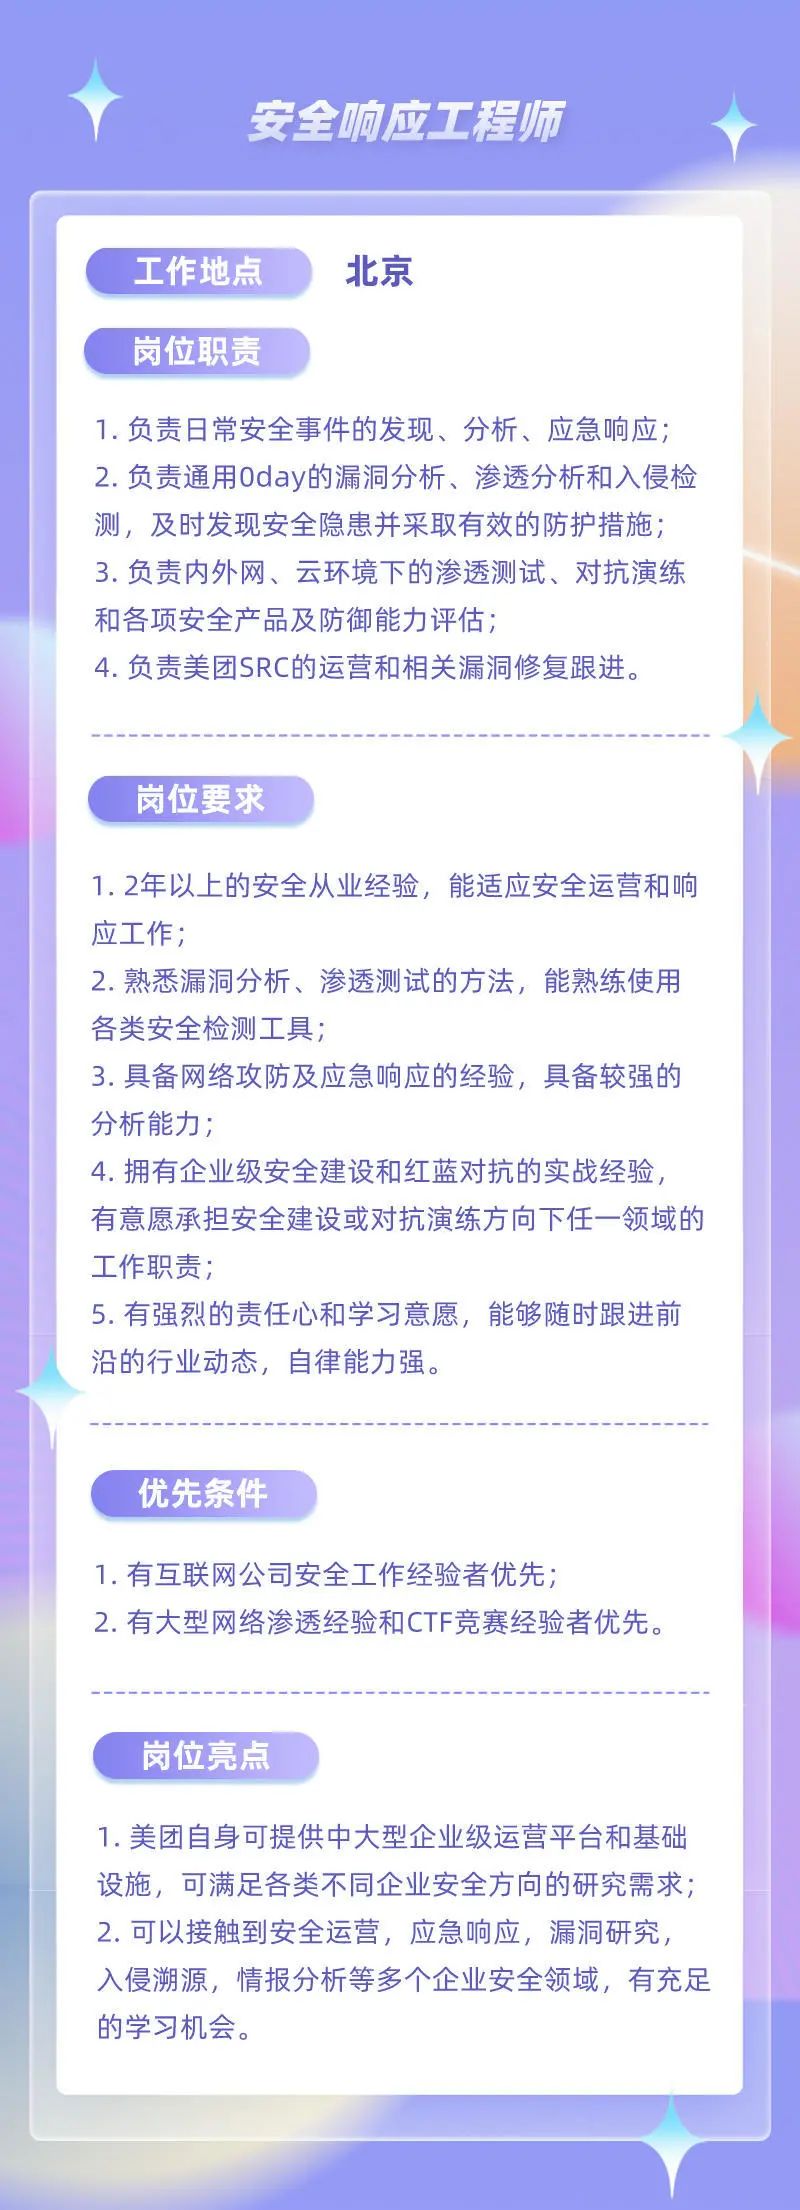 安全响应工程师
工作地点 北京
岗位职责
1. 负责日常安全事件的发现、分析、应急响应；
2. 负责通用0day的漏洞分析、渗透分析和入侵检
测，及时发现安全隐患并采取有效的防护措施；
3. 负责内外网、云环境下的渗透测试、对抗演练
和各项安全产品及防御能力评估；
4. 负责美团SRC的运营和相关漏洞修复跟进。
岗位要求
1. 2年以上的安全从业经验，能适应安全运营和响
应工作；
2. 熟悉漏洞分析、渗透测试的方法，能熟练使用
各类安全检测工具；
3. 具备网络攻防及应急响应的经验，具备较强的
分析能力；
4. 拥有企业级安全建设和红蓝对抗的实战经验，
有意愿承担安全建设或对抗演练方向下任一领域的
工作职责；
5. 有强烈的责任心和学习意愿，能够随时跟进前
沿的行业动态，自律能力强。
优先条件
1. 有互联网公司安全工作经验者优先；
2. 有大型网络渗透经验和CTF竞赛经验者优先。
岗位亮点
1. 美团自身可提供中大型企业级运营平台和基础
设施，可满足各类不同企业安全方向的研究需求；
2. 可以接触到安全运营，应急响应，漏洞研究，
入侵溯源，情报分析等多个企业安全领域，有充足
的学习机会。